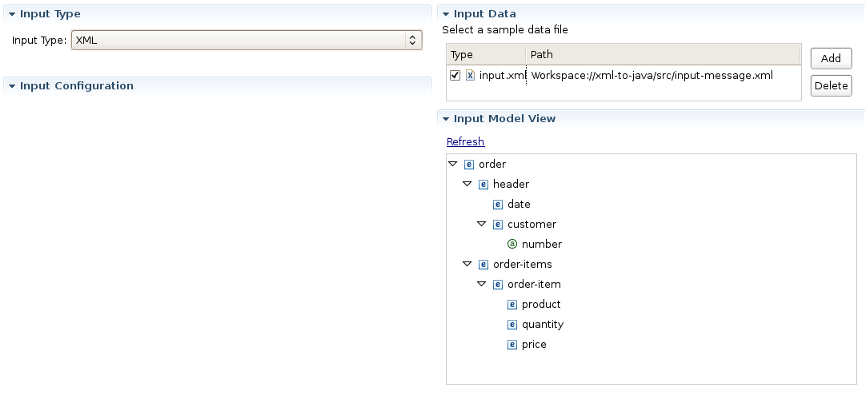 Input Type
Input Type: XML
Input Configuration
Input Data
Select a sample data file
Type Path
input.xml Workspace://xml-to-java/src/input-message.xml
Add
Delete
Input Model View
Refresh
order
header
date
customer
number
order-items
order-item
product
quantity
price